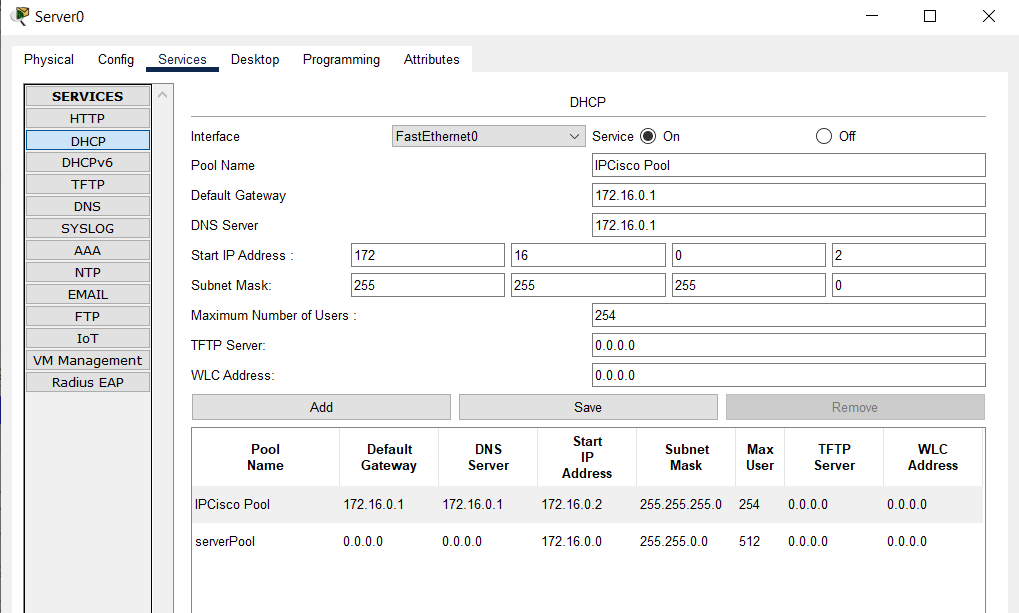 Server0
Physical Config Services Desktop Programming Attributes
SERVICES
HTTP
DHCP
DHCPv6
TFTP
DNS
SYSLOG
AAA
NTP
EMAIL
FTP
IoT
VM Management
Radius EAP
DHCP
Interface FastEthernet0 Service On Off
Pool Name IPCisco Pool
Default Gateway 172.16.0.1
DNS Server 172.16.0.1
Start IP Address : 172 16 0 2
Subnet Mask: 255 255 255 0
Maximum Number of Users : 254
TFTP Server: 0.0.0.0
WLC Address: 0.0.0.0
Add Save Remove
Pool Name Default Gateway DNS Server Start IP Address Subnet Mask Max User TFTP Server WLC Address
IPCisco Pool 172.16.0.1 172.16.0.1 172.16.0.2 255.255.255.0 254 0.0.0.0 0.0.0.0
serverPool 0.0.0.0 0.0.0.0 172.16.0.0 255.255.0.0 512 0.0.0.0 0.0.0.0